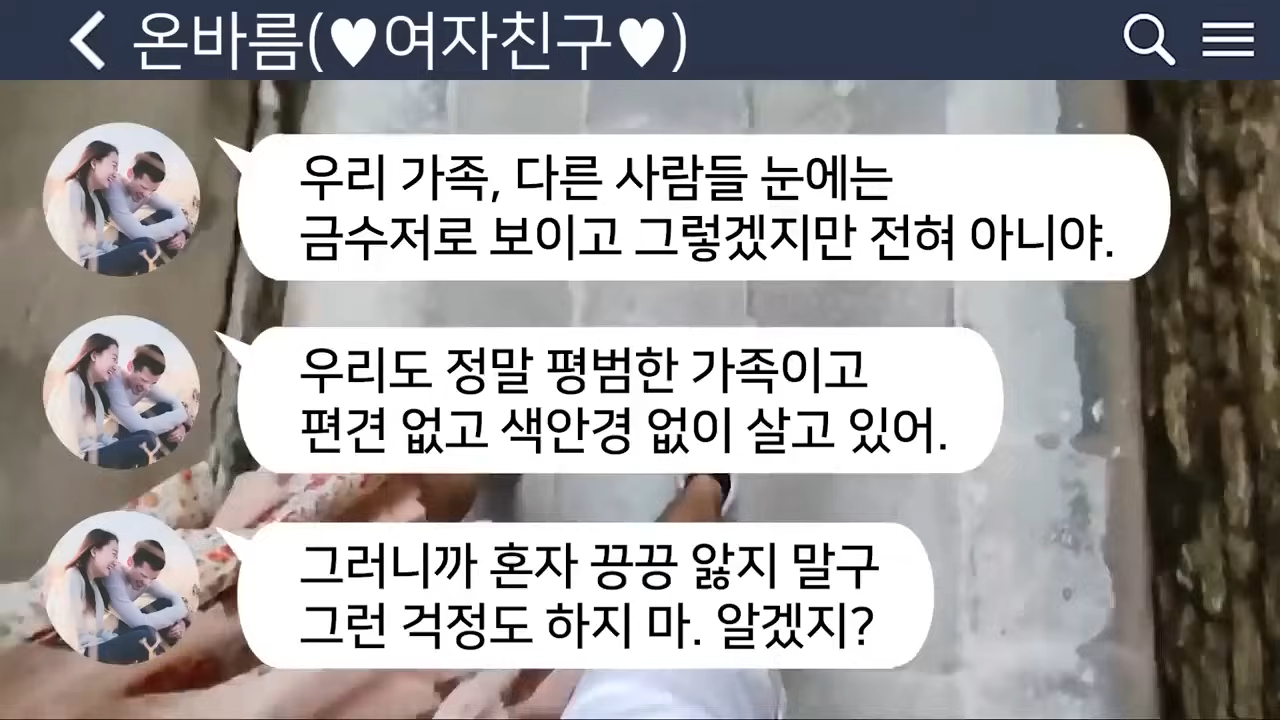 온바름(♥여자친구♥)
우리 가족, 다른 사람들 눈에는
금수저로 보이고 그렇겠지만 전혀 아니야.
우리도 정말 평범한 가족이고
편견 없고 색안경 없이 살고 있어.
그러니까 혼자 끙끙 앓지 말구
그런 걱정도 하지 마. 알겠지?